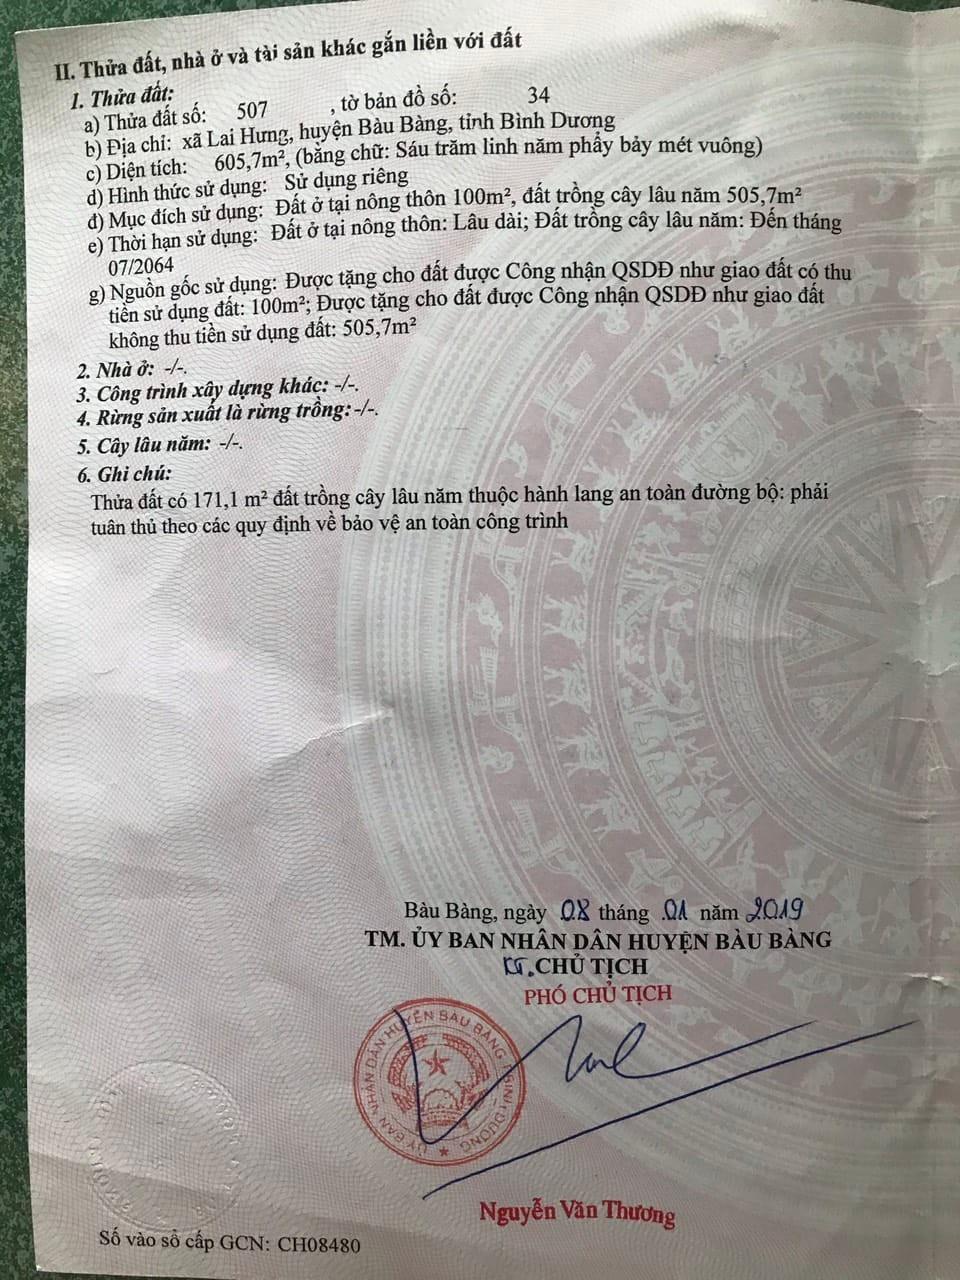 II. Thửa đất, nhà ở và tài sản khác gắn liền với đất
1. Thửa đất:
a) Thửa đất số: 507 , tờ bản đồ số: 34
b) Địa chỉ: xã Lai Hưng, huyện Bàu Bàng, tỉnh Bình Dương
c) Diện tích: 605,7m², (bằng chữ: Sáu trăm linh năm phẩy bảy mét vuông)
d) Hình thức sử dụng: Sử dụng riêng
đ) Mục đích sử dụng: Đất ở tại nông thôn 100m², đất trồng cây lâu năm 505,7m²
e) Thời hạn sử dụng: Đất ở tại nông thôn: Lâu dài; Đất trồng cây lâu năm: Đến tháng
07/2064
g) Nguồn gốc sử dụng: Được tặng cho đất được Công nhận QSDĐ như giao đất có thu
tiền sử dụng đất: 100m²; Được tặng cho đất được Công nhận QSDĐ như giao đất
không thu tiền sử dụng đất: 505,7m²
2. Nhà ở: -/-.
3. Công trình xây dựng khác: -/-.
4. Rừng sản xuất là rừng trồng: -/-.
5. Cây lâu năm: -/-.
6. Ghi chú:
Thửa đất có 171,1 m² đất trồng cây lâu năm thuộc hành lang an toàn đường bộ: phải
tuân thủ theo các quy định về bảo vệ an toàn công trình
Bàu Bàng, ngày 08 tháng 01 năm 2019
TM. ỦY BAN NHÂN DÂN HUYỆN BÀU BÀNG
KT. CHỦ TỊCH
PHÓ CHỦ TỊCH
ỦY BAN NHÂN DÂN HUYỆN BÀU BÀNG T.BÌNH DƯƠNG
Nguyễn Văn Thương
Số vào sổ cấp GCN: CH08480